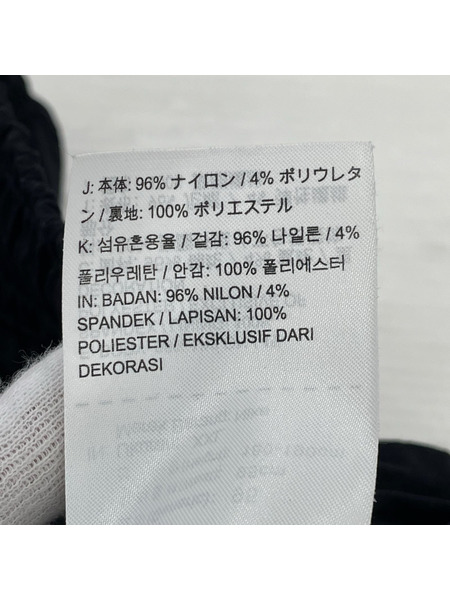 J: 本体: 96% ナイロン / 4% ポリウレタ
ン / 裏地: 100% ポリエステル
K: 섬유혼용율 / 겉감: 96% 나일론 / 4%
폴리우레탄 / 안감: 100% 폴리에스터
IN: BADAN: 96% NILON / 4%
SPANDEK / LAPISAN: 100%
POLIESTER / EKSKLUSIF DARI
DEKORASI